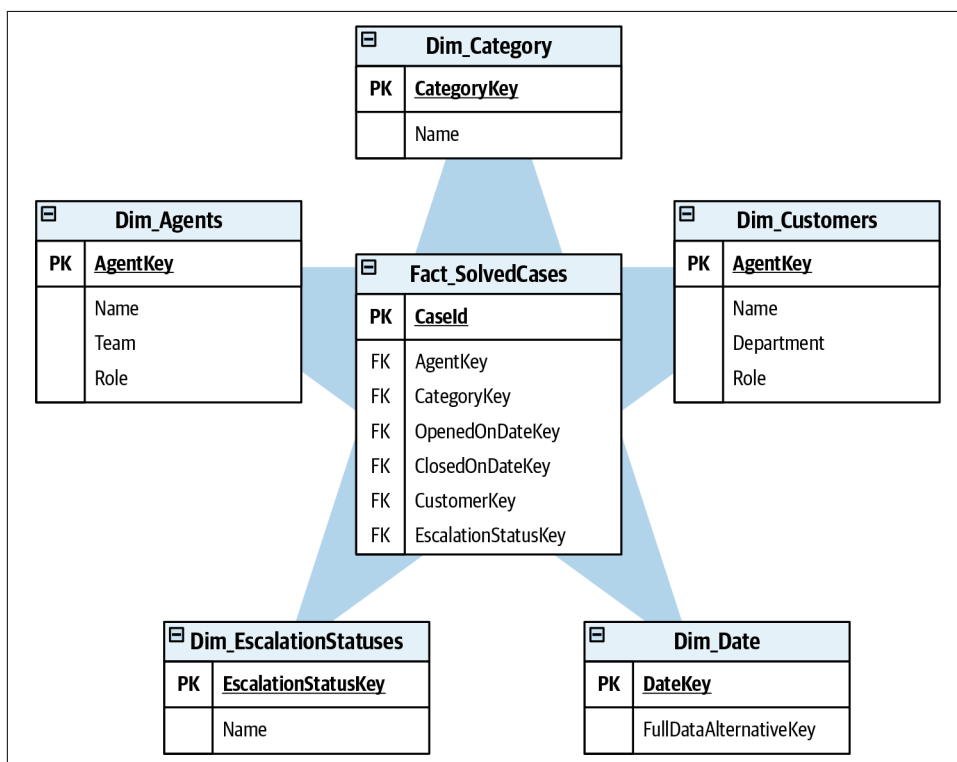 Dim_Category
PK CategoryKey
Name
Dim_Agents
PK AgentKey
Name
Team
Role
Fact_SolvedCases
PK CaseId
FK AgentKey
FK CategoryKey
FK OpenedOnDateKey
FK ClosedOnDateKey
FK CustomerKey
FK EscalationStatusKey
Dim_Customers
PK AgentKey
Name
Department
Role
Dim_EscalationStatuses
PK EscalationStatusKey
Name
Dim_Date
PK DateKey
FullDataAlternativeKey